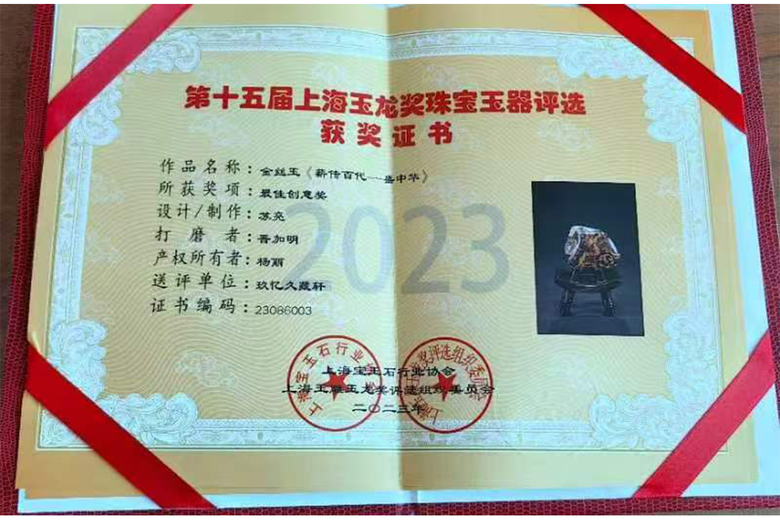 第十五届上海玉龙奖珠宝玉器评选
获奖证书
作品名称：金丝玉《薪传百代—盛中华》
所获奖项：最佳创意奖
设计/制作：苏亮
打磨者：晋加明
产权所有者：杨丽
送评单位：玖忆久藏轩
证书编码：23086003
2023
上海宝玉石行业协会
上海玉雕玉龙奖评选组织委员会
二〇二三年